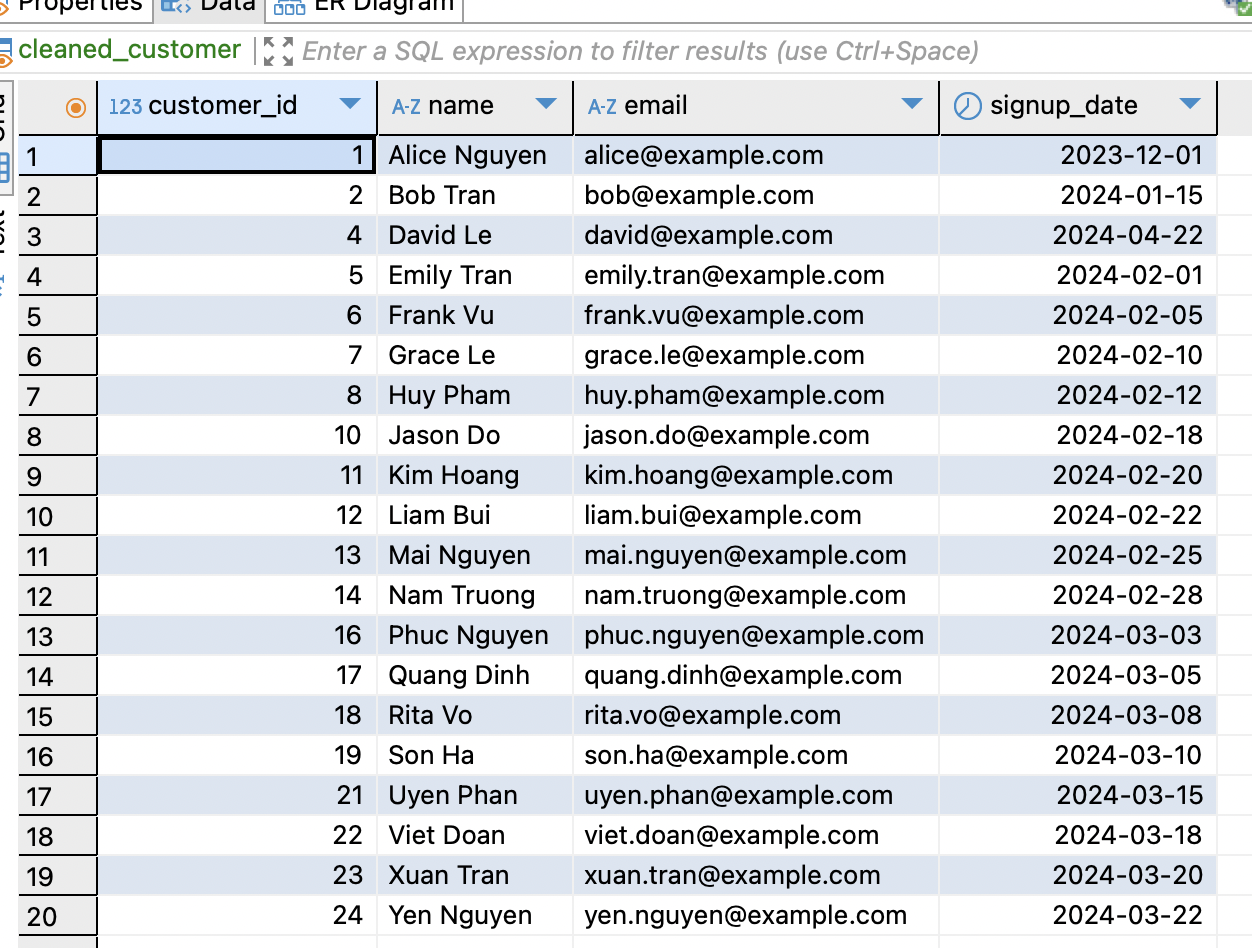 Properties Data ER Diagram
cleaned_customer Enter a SQL expression to filter results (use Ctrl+Space)
123 customer_id A-Z name A-Z email signup_date
1 1 Alice Nguyen alice@example.com 2023-12-01
2 2 Bob Tran bob@example.com 2024-01-15
3 4 David Le david@example.com 2024-04-22
4 5 Emily Tran emily.tran@example.com 2024-02-01
5 6 Frank Vu frank.vu@example.com 2024-02-05
6 7 Grace Le grace.le@example.com 2024-02-10
7 8 Huy Pham huy.pham@example.com 2024-02-12
8 10 Jason Do jason.do@example.com 2024-02-18
9 11 Kim Hoang kim.hoang@example.com 2024-02-20
10 12 Liam Bui liam.bui@example.com 2024-02-22
11 13 Mai Nguyen mai.nguyen@example.com 2024-02-25
12 14 Nam Truong nam.truong@example.com 2024-02-28
13 16 Phuc Nguyen phuc.nguyen@example.com 2024-03-03
14 17 Quang Dinh quang.dinh@example.com 2024-03-05
15 18 Rita Vo rita.vo@example.com 2024-03-08
16 19 Son Ha son.ha@example.com 2024-03-10
17 21 Uyen Phan uyen.phan@example.com 2024-03-15
18 22 Viet Doan viet.doan@example.com 2024-03-18
19 23 Xuan Tran xuan.tran@example.com 2024-03-20
20 24 Yen Nguyen yen.nguyen@example.com 2024-03-22